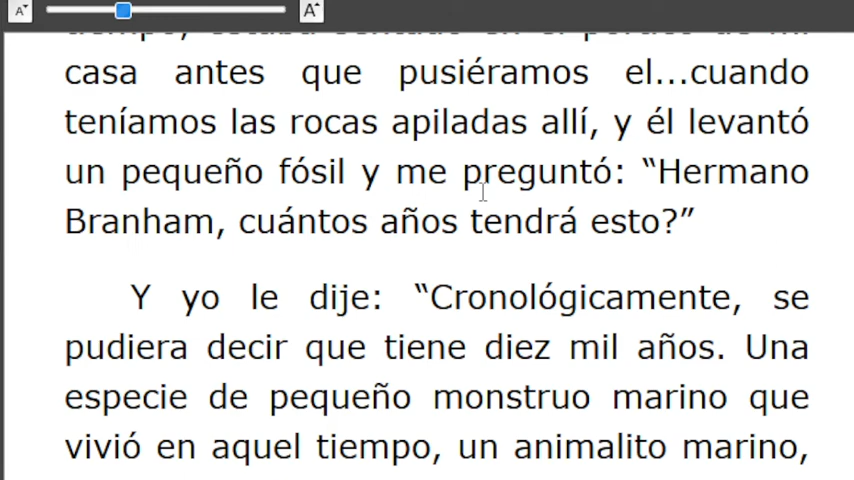 A A
casa antes que pusiéramos el...cuando
teníamos las rocas apiladas allí, y él levantó
un pequeño fósil y me preguntó: “Hermano
Branham, cuántos años tendrá esto?”
Y yo le dije: “Cronológicamente, se
pudiera decir que tiene diez mil años. Una
especie de pequeño monstruo marino que
vivió en aquel tiempo, un animalito marino,